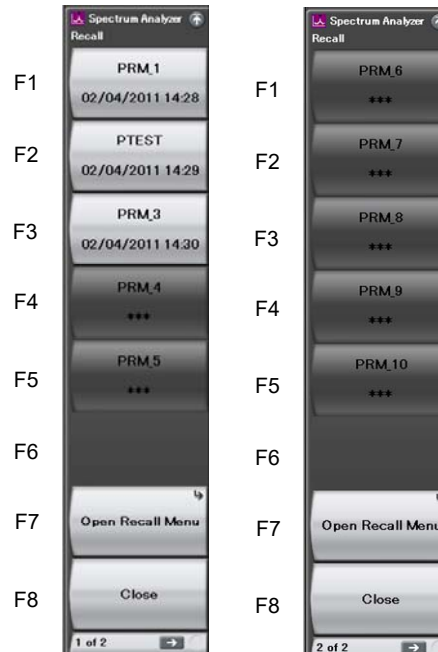 Spectrum Analyzer
Recall
F1
PRM_1
02/04/2011 14:28
F2
PTEST
02/04/2011 14:29
F3
PRM_3
02/04/2011 14:30
F4
PRM_4
***
F5
PRM_5
***
F6
F7
Open Recall Menu
F8
Close
1 of 2
Spectrum Analyzer
Recall
F1
PRM_6
***
F2
PRM_7
***
F3
PRM_8
***
F4
PRM_9
***
F5
PRM_10
***
F6
F7
Open Recall Menu
F8
Close
2 of 2